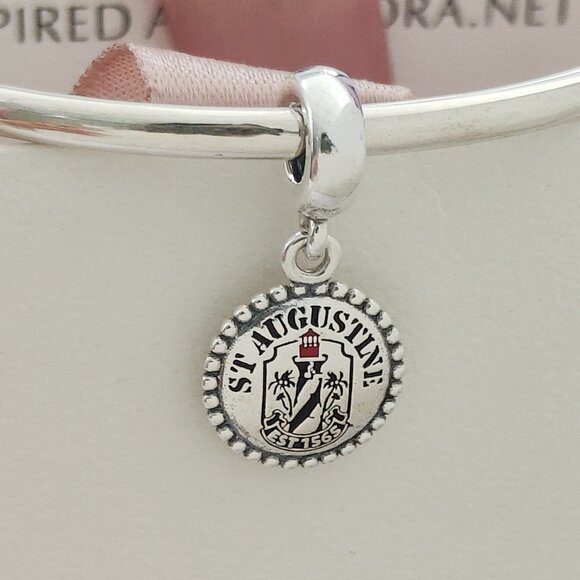 PIRED A
ORA.NET
ST AUGUSTINE
EST 1565